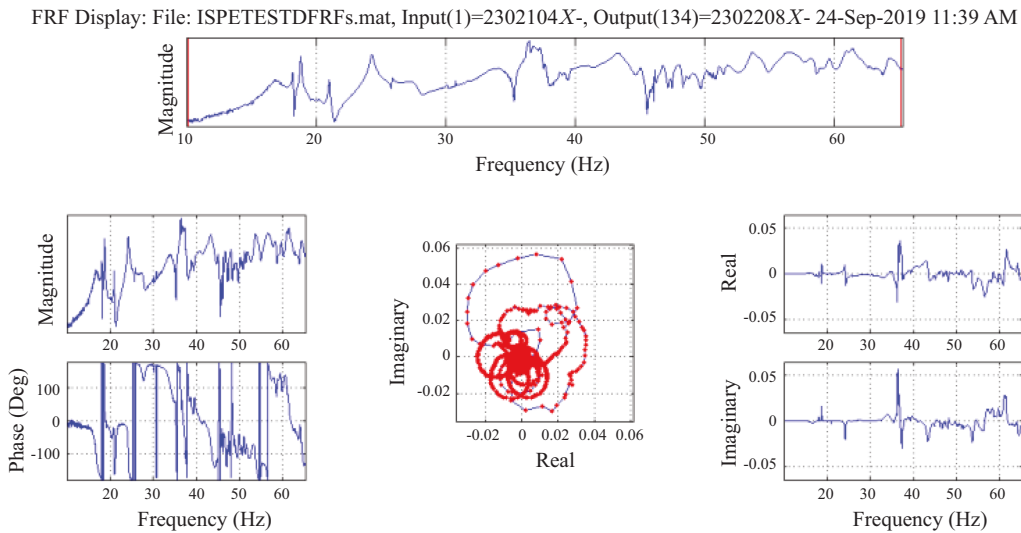 FRF Display: File: ISPETESTDFRFs.mat, Input(1)=2302104X-, Output(134)=2302208X- 24-Sep-2019 11:39 AM
Magnitude
10 20 30 40 50 60
Frequency (Hz)
Magnitude
20 30 40 50 60
Phase (Deg)
100
0
-100
20 30 40 50 60
Frequency (Hz)
Imaginary
0.06
0.04
0.02
0
-0.02
-0.02 0 0.02 0.04 0.06
Real
Real
0.05
0
-0.05
20 30 40 50 60
Imaginary
0.05
0
-0.05
20 30 40 50 60
Frequency (Hz)